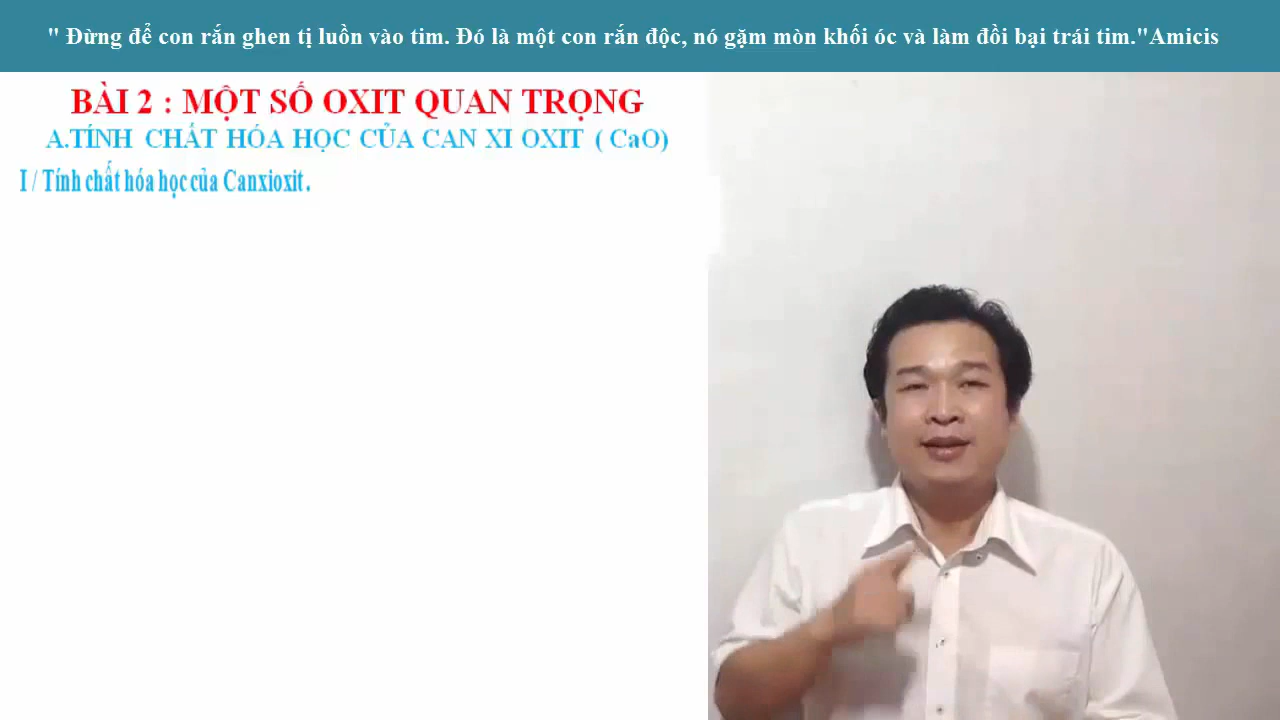 " Đừng để con rắn ghen tị luồn vào tim. Đó là một con rắn độc, nó gặm mòn khối óc và làm đồi bại trái tim."Amicis
BÀI 2 : MỘT SỐ OXIT QUAN TRỌNG
A.TÍNH CHẤT HÓA HỌC CỦA CAN XI OXIT ( CaO)
I / Tính chất hóa học của Canxioxit .